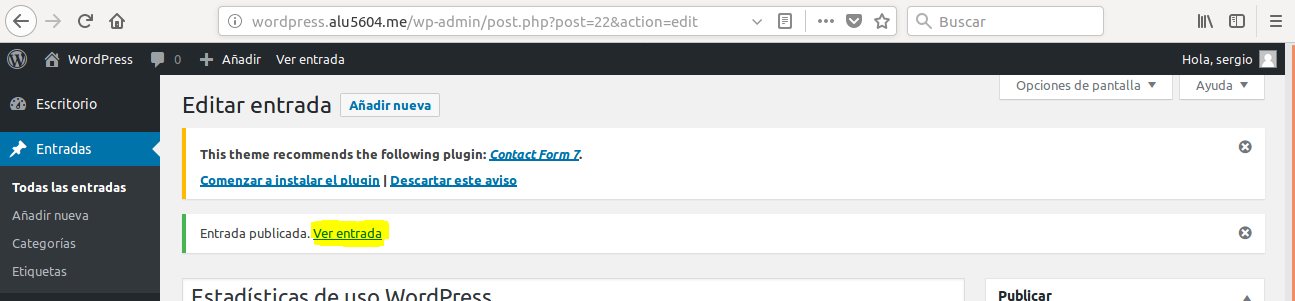 wordpress.alu5604.me/wp-admin/post.php?post=22&action=edit
Buscar
WordPress 0 Añadir Ver entrada Hola, sergio
Opciones de pantalla Ayuda
Escritorio
Entradas
Todas las entradas
Añadir nueva
Categorías
Etiquetas
Editar entrada Añadir nueva
This theme recommends the following plugin: Contact Form 7.
Comenzar a instalar el plugin | Descartar este aviso
Entrada publicada. Ver entrada
Estadísticas de uso WordPress
Publicar